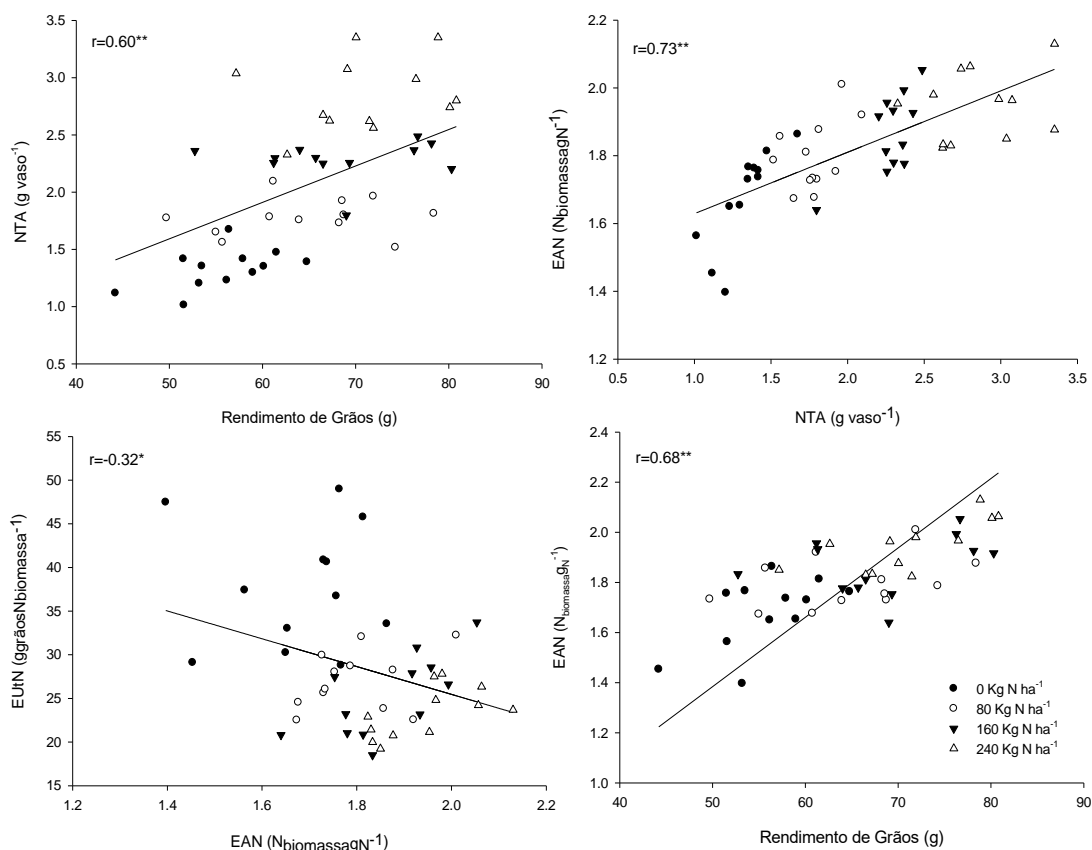 r=0.60**
NTA (g vaso-1)
3.5
3.0
2.5
2.0
1.5
1.0
0.5
40 50 60 70 80 90
Rendimento de Grãos (g)
r=0.73**
EAN (NbiomassagN-1)
2.2
2.0
1.8
1.6
1.4
1.2
0.5 1.0 1.5 2.0 2.5 3.0 3.5
NTA (g vaso-1)
r=-0.32*
EUtN (ggrãosNbiomassa-1)
55
50
45
40
35
30
25
20
15
1.2 1.4 1.6 1.8 2.0 2.2
EAN (NbiomassagN-1)
r=0.68**
EAN (NbiomassagN-1)
2.4
2.2
2.0
1.8
1.6
1.4
1.2
1.0
40 50 60 70 80 90
Rendimento de Grãos (g)
0 Kg N ha-1
80 Kg N ha-1
160 Kg N ha-1
240 Kg N ha-1